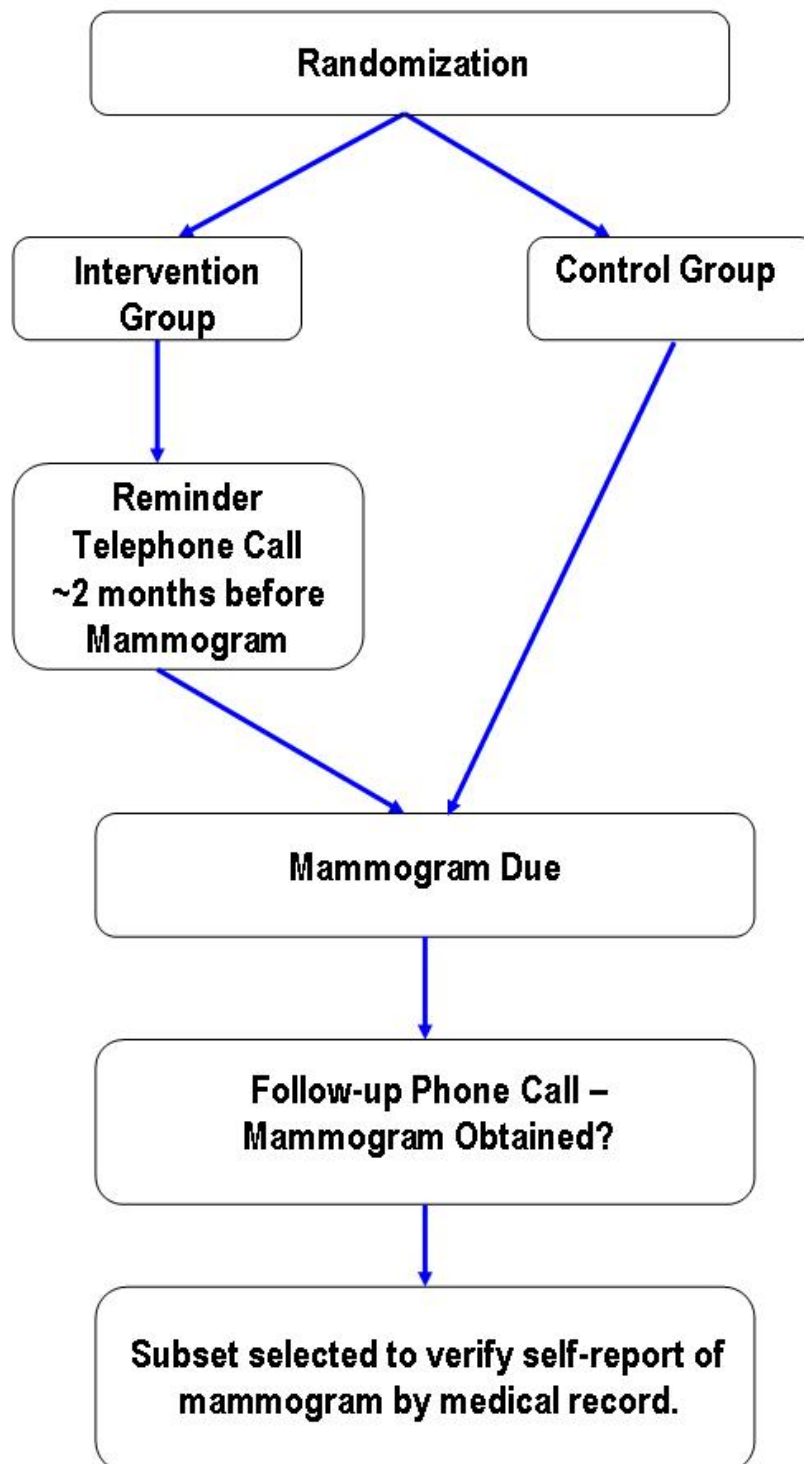 Randomization
Intervention
Group
Control Group
Reminder
Telephone Call
~2 months before
Mammogram
Mammogram Due
Follow-up Phone Call –
Mammogram Obtained?
Subset selected to verify self-report of
mammogram by medical record.